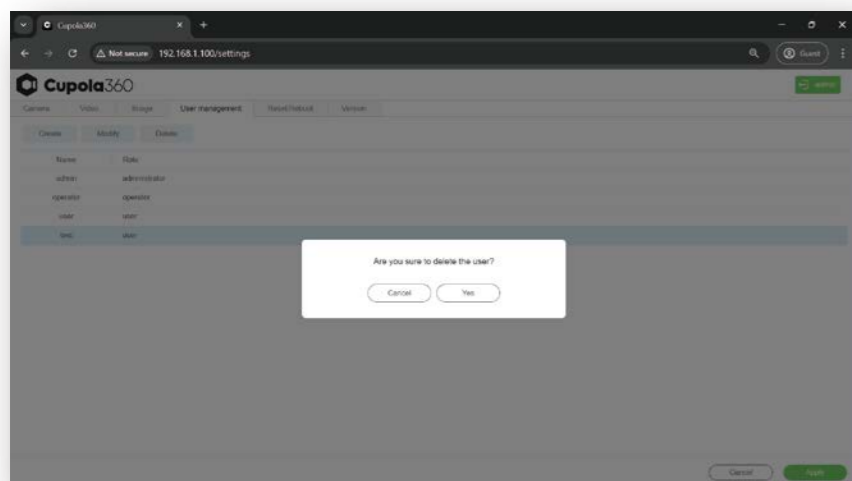 Cupola360
Not secure 192.168.1.100/settings
Guest
Cupola360
admin
Camera Video Image User management Reset/Reboot Version
Create Modify Delete
Name Role
admin administrator
operator operator
user user
test user
Are you sure to delete the user?
Cancel Yes
Cancel Apply